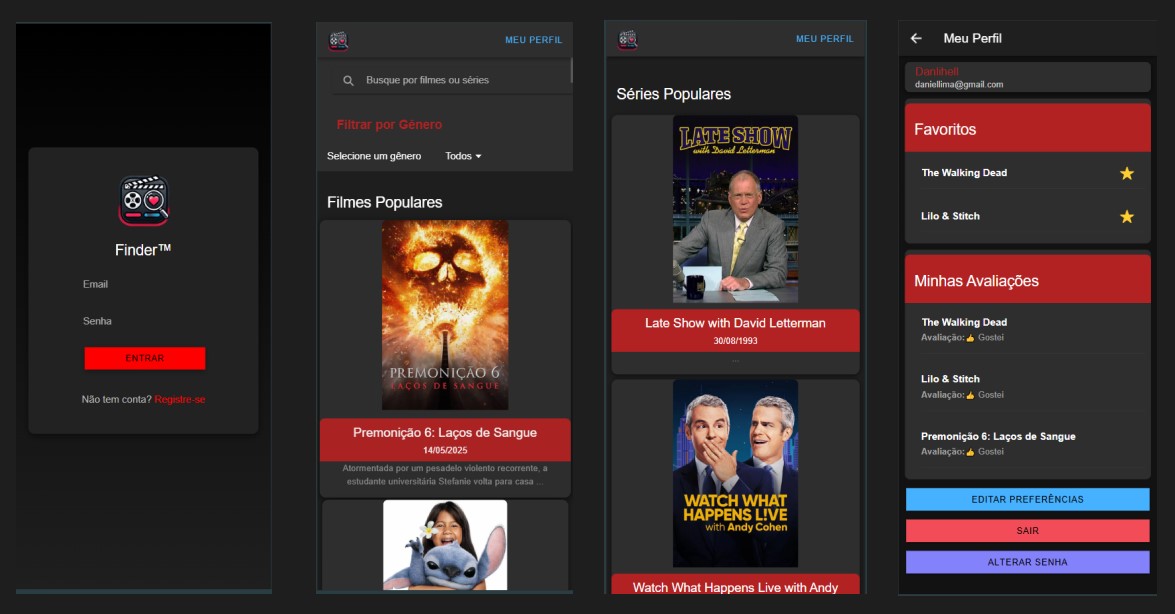 Finder™
Email
Senha
ENTRAR
Não tem conta? Registre-se
MEU PERFIL
Busque por filmes ou séries
Filtrar por Gênero
Selecione um gênero Todos
Filmes Populares
PREMONIÇÃO 6
LAÇOS DE SANGUE
Premonição 6: Laços de Sangue
14/05/2025
Atormentada por um pesadelo violento recorrente, a
estudante universitária Stefanie volta para casa ...
MEU PERFIL
Séries Populares
LATE SHOW
with David Letterman
Late Show with David Letterman
30/08/1993
...
WATCH WHAT
HAPPENS L!VE
with Andy Cohen
Watch What Happens Live with Andy
Meu Perfil
Danlihell
daniellima@gmail.com
Favoritos
The Walking Dead
Lilo & Stitch
Minhas Avaliações
The Walking Dead
Avaliação:👍 Gostei
Lilo & Stitch
Avaliação:👍 Gostei
Premonição 6: Laços de Sangue
Avaliação:👍 Gostei
EDITAR PREFERÊNCIAS
SAIR
ALTERAR SENHA